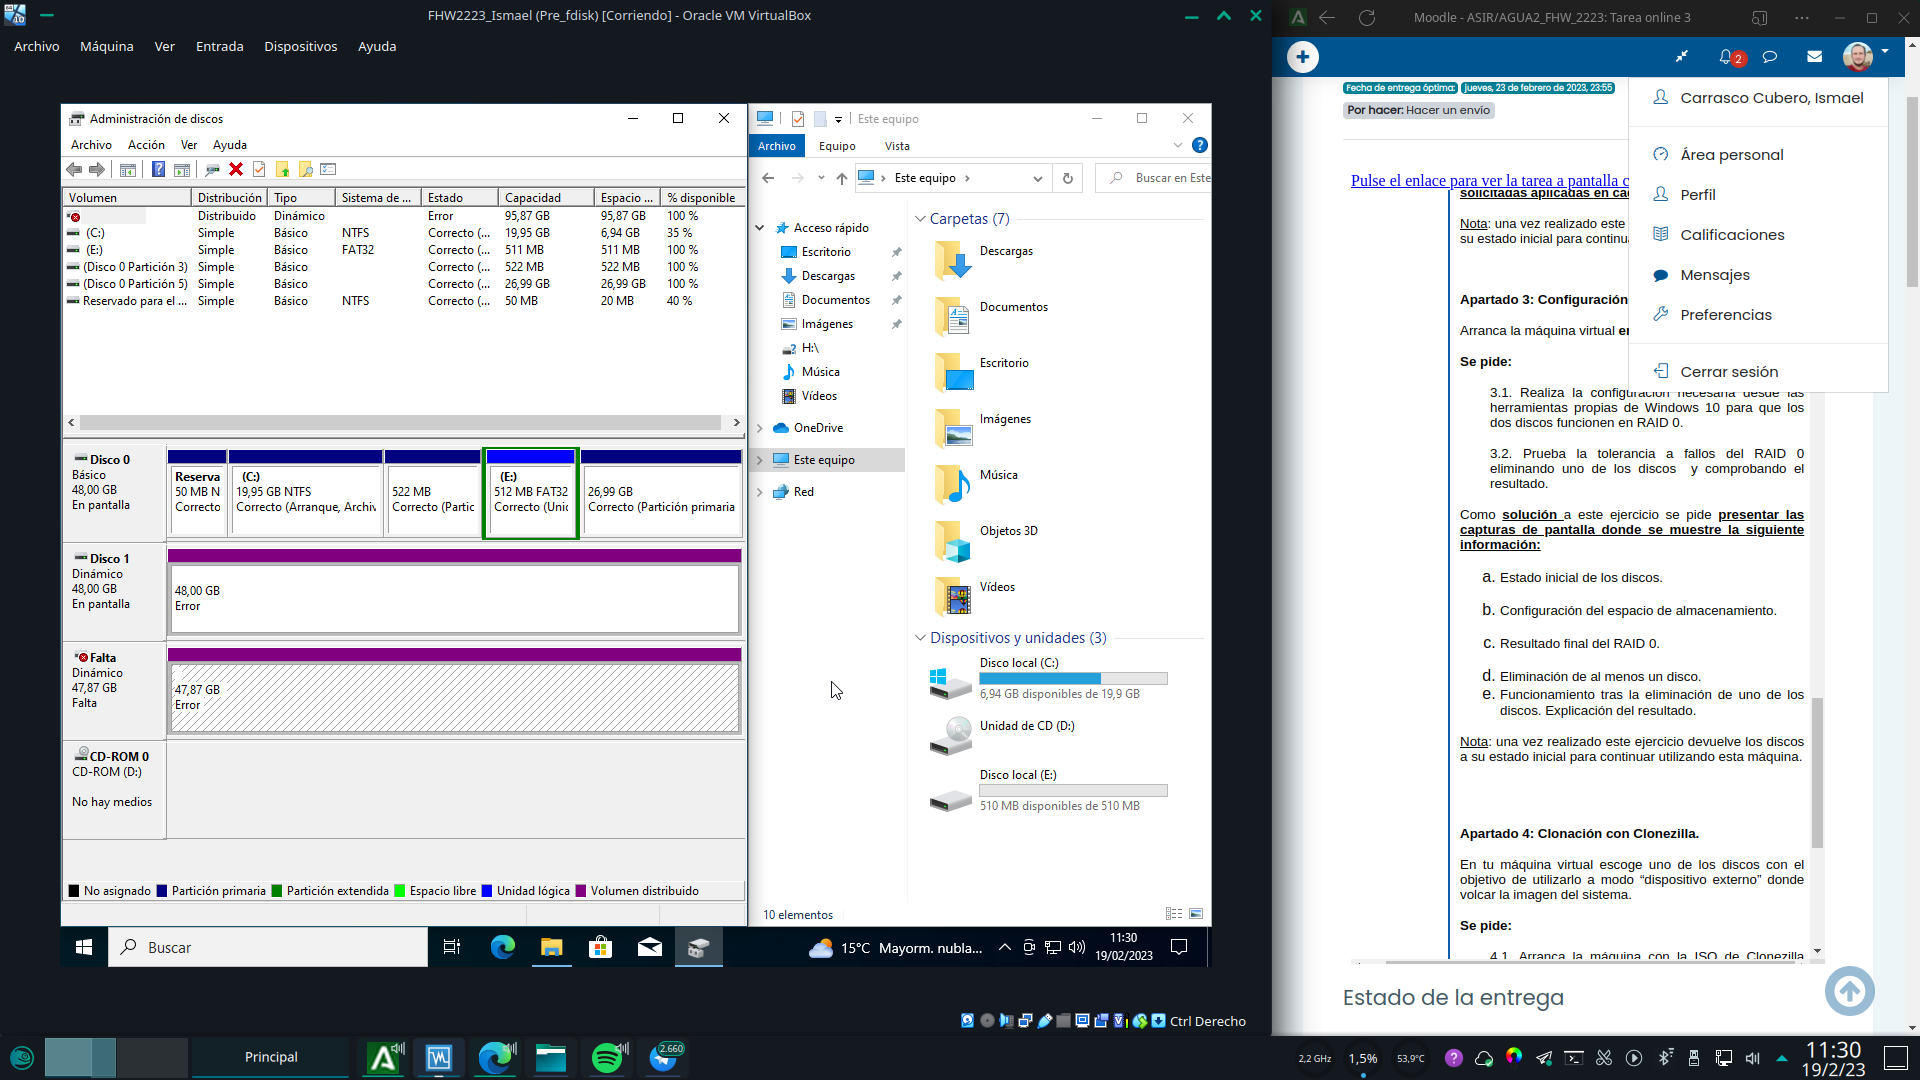 FHW2223_Ismael (Pre_fdisk) [Corriendo] - Oracle VM VirtualBox
Archivo Máquina Ver Entrada Dispositivos Ayuda
Administración de discos
Archivo Acción Ver Ayuda
Volumen Distribución Tipo Sistema de ... Estado Capacidad Espacio ... % disponible
Distribuido Dinámico Error 95,87 GB 95,87 GB 100 %
(C:) Simple Básico NTFS Correcto (... 19,95 GB 6,94 GB 35 %
(E:) Simple Básico FAT32 Correcto (... 511 MB 511 MB 100 %
(Disco 0 Partición 3) Simple Básico Correcto (... 522 MB 522 MB 100 %
(Disco 0 Partición 5) Simple Básico Correcto (... 26,99 GB 26,99 GB 100 %
Reservado para el ... Simple Básico NTFS Correcto (... 50 MB 20 MB 40 %
Disco 0
Básico
48,00 GB
En pantalla
Reserva
50 MB N
Correcto
(C:)
19,95 GB NTFS
Correcto (Arranque, Archiv
522 MB
Correcto (Partic
(E:)
512 MB FAT32
Correcto (Unic
26,99 GB
Correcto (Partición primaria
Disco 1
Dinámico
48,00 GB
En pantalla
48,00 GB
Error
Falta
Dinámico
47,87 GB
Falta
47,87 GB
Error
CD-ROM 0
CD-ROM (D:)
No hay medios
No asignado Partición primaria Partición extendida Espacio libre Unidad lógica Volumen distribuido
Este equipo
Archivo Equipo Vista
Este equipo
Buscar en Este
Acceso rápido
Escritorio
Descargas
Documentos
Imágenes
H:\
Música
Vídeos
OneDrive
Este equipo
Red
Carpetas (7)
Descargas
Documentos
Escritorio
Imágenes
Música
Objetos 3D
Vídeos
Dispositivos y unidades (3)
Disco local (C:)
6,94 GB disponibles de 19,9 GB
Unidad de CD (D:)
Disco local (E:)
510 MB disponibles de 510 MB
10 elementos
Buscar
15°C Mayorm. nubla...
11:30
19/02/2023
Ctrl Derecho
Moodle - ASIR/AGUA2_FHW_2223: Tarea online 3
2
Fecha de entrega óptima: jueves, 23 de febrero de 2023, 23:55
Por hacer: Hacer un envío
Carrasco Cubero, Ismael
Área personal
Perfil
Calificaciones
Mensajes
Preferencias
Cerrar sesión
Pulse el enlace para ver la tarea a pantalla c
solicitadas aplicadas en ca
Nota: una vez realizado este
su estado inicial para continua
Apartado 3: Configuración
Arranca la máquina virtual en
Se pide:
3.1. Realiza la configuración necesaria desde las
herramientas propias de Windows 10 para que los
dos discos funcionen en RAID 0.
3.2. Prueba la tolerancia a fallos del RAID 0
eliminando uno de los discos y comprobando el
resultado.
Como solución a este ejercicio se pide presentar las
capturas de pantalla donde se muestre la siguiente
información:
a. Estado inicial de los discos.
b. Configuración del espacio de almacenamiento.
c. Resultado final del RAID 0.
d. Eliminación de al menos un disco.
e. Funcionamiento tras la eliminación de uno de los
discos. Explicación del resultado.
Nota: una vez realizado este ejercicio devuelve los discos
a su estado inicial para continuar utilizando esta máquina.
Apartado 4: Clonación con Clonezilla.
En tu máquina virtual escoge uno de los discos con el
objetivo de utilizarlo a modo “dispositivo externo” donde
volcar la imagen del sistema.
Se pide:
4.1. Arranca la máquina con la ISO de Clonezilla
Estado de la entrega
Principal
2.660
2,2 GHz
1,5%
53,9°C
11:30
19/2/23